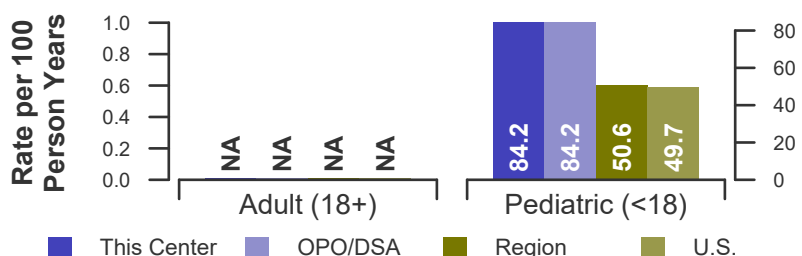 Rate per 100
Person Years
1.0
0.8
0.6
0.4
0.2
0.0
NA NA NA NA
84.2 84.2 50.6 49.7
80
60
40
20
0
Adult (18+) Pediatric (<18)
This Center OPO/DSA Region U.S.